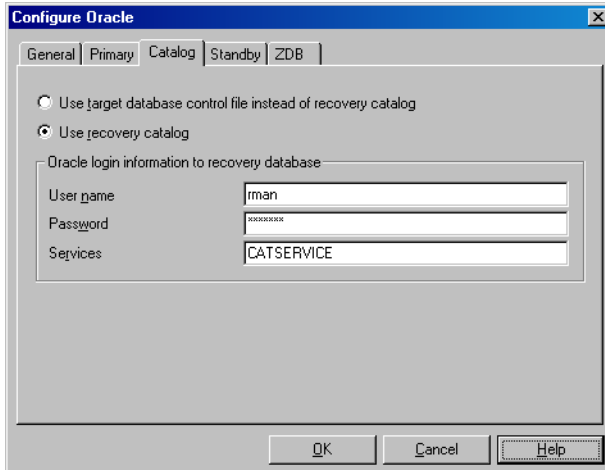 Configure Oracle
General Primary Catalog Standby ZDB
Use target database control file instead of recovery catalog
Use recovery catalog
Oracle login information to recovery database
User name rman
Password *******
Services CATSERVICE
OK Cancel Help